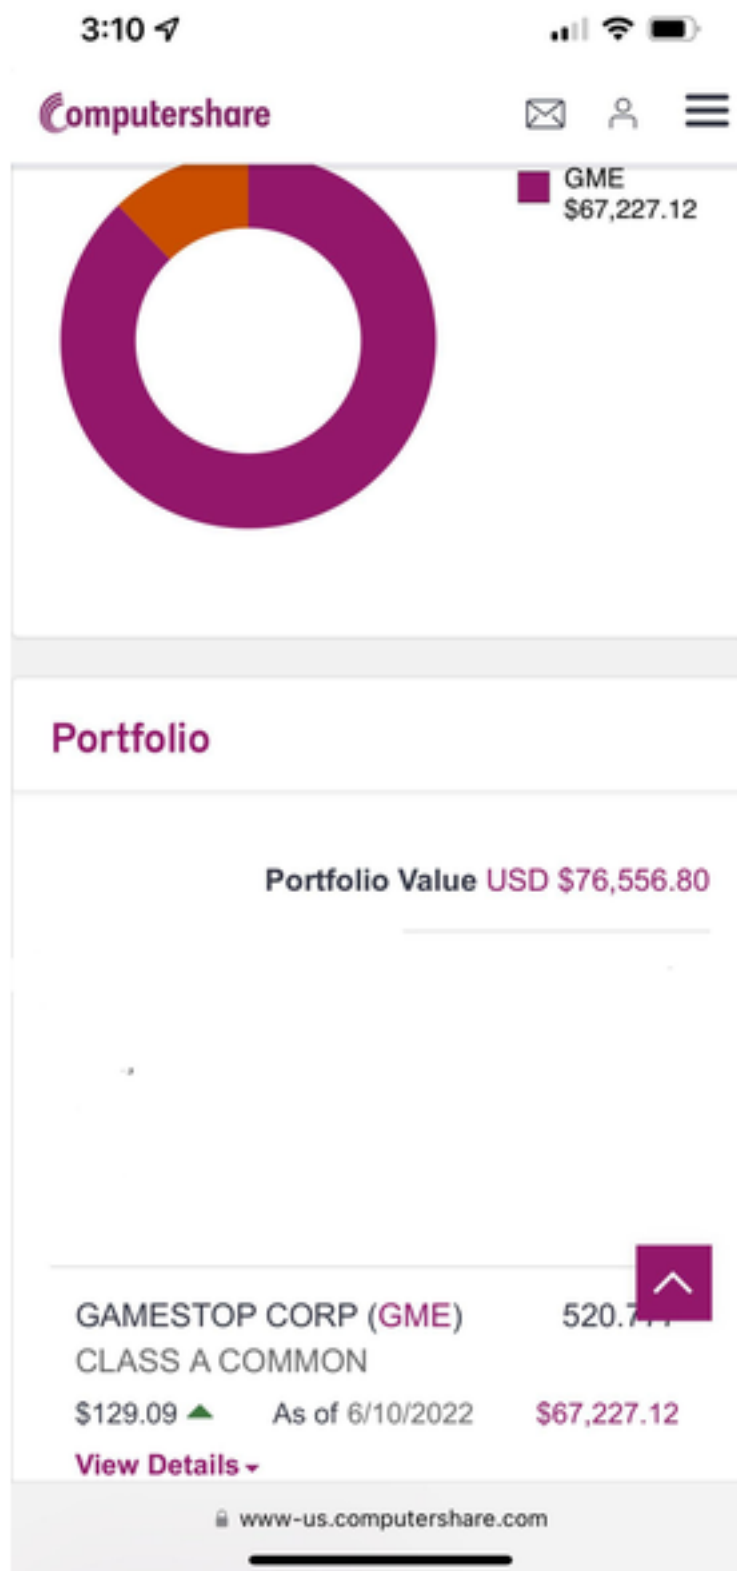 3:10
Computershare
GME
$67,227.12
Portfolio
Portfolio Value USD $76,556.80
GAMESTOP CORP (GME)
CLASS A COMMON
$129.09 As of 6/10/2022 $67,227.12
View Details
www-us.computershare.com